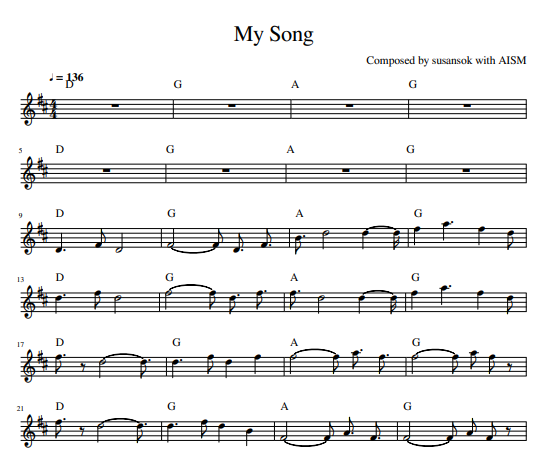 My Song
Composed by susansok with AISM
♩ = 136
D G A G
5 D G A G
9 D G A G
13 D G A G
17 D G A G
21 D G A G